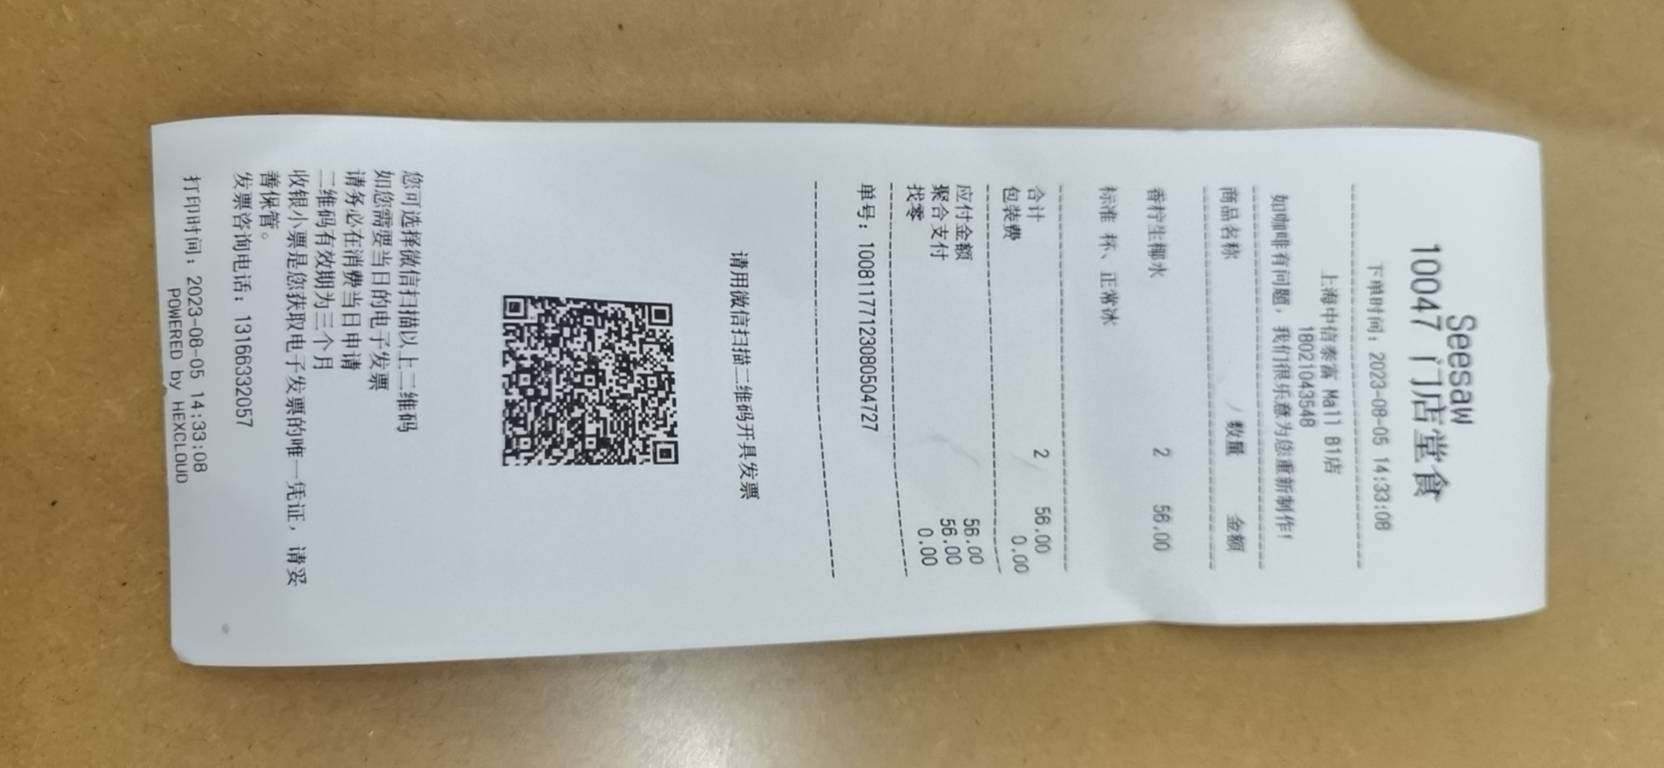 Seesaw
10047 门店堂食
下单时间：2023-08-05 14:33:08
上海中信泰富 Mall B1店
18021043548
如咖啡有问题，我们很乐意为您重新制作！
商品名称 / 数量 金额
香柠生椰水 2 56.00
标准 杯、正常冰
合计 2 56.00
包装费 0.00
应付金额 56.00
聚合支付 56.00
找零 0.00
单号：10081177123080504727
请用微信扫描二维码开具发票
您可选择微信扫描以上二维码
如您需要当日的电子发票
请务必在消费当日申请
二维码有效期为三个月
收银小票是您获取电子发票的唯一凭证，请妥
善保管。
发票咨询电话：13166332057
打印时间：2023-08-05 14:33:08
POWERED by HEXCLOUD